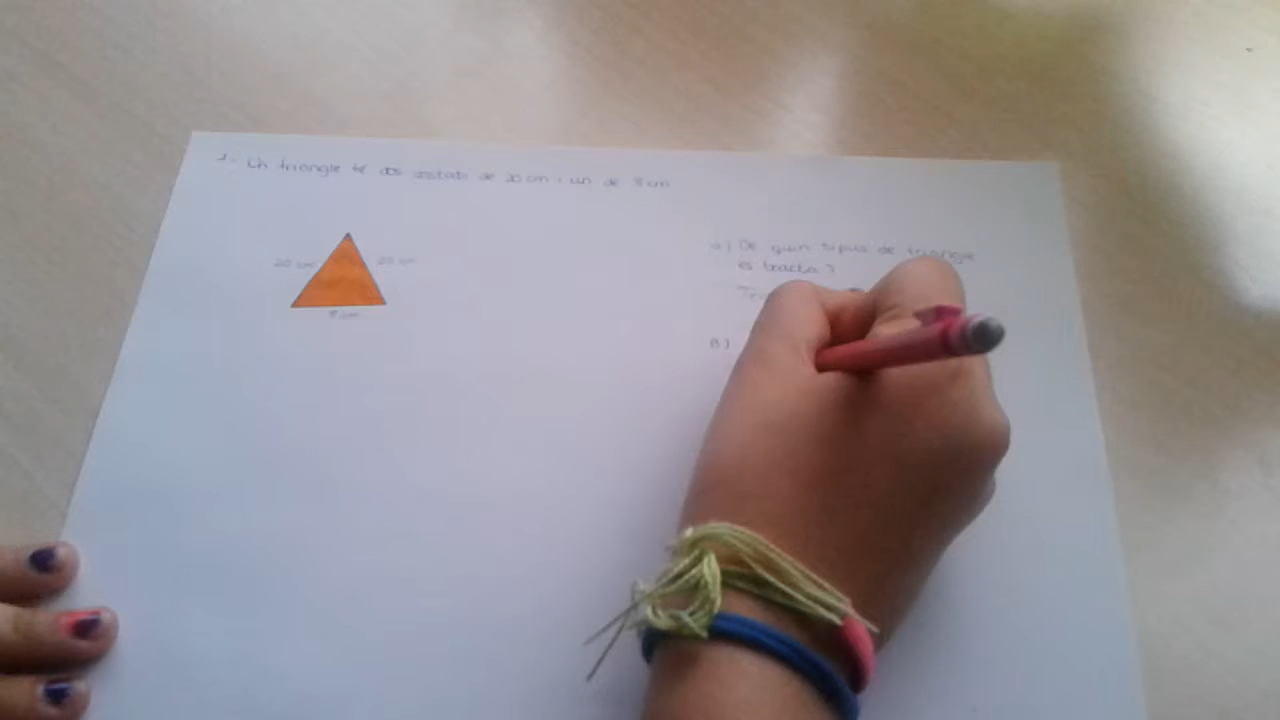 1- Un triangle té dos costats de 20 cm i un de 8 cm
20 cm
20 cm
8 cm
a) De quin tipus de triangle
es tracta?
B)